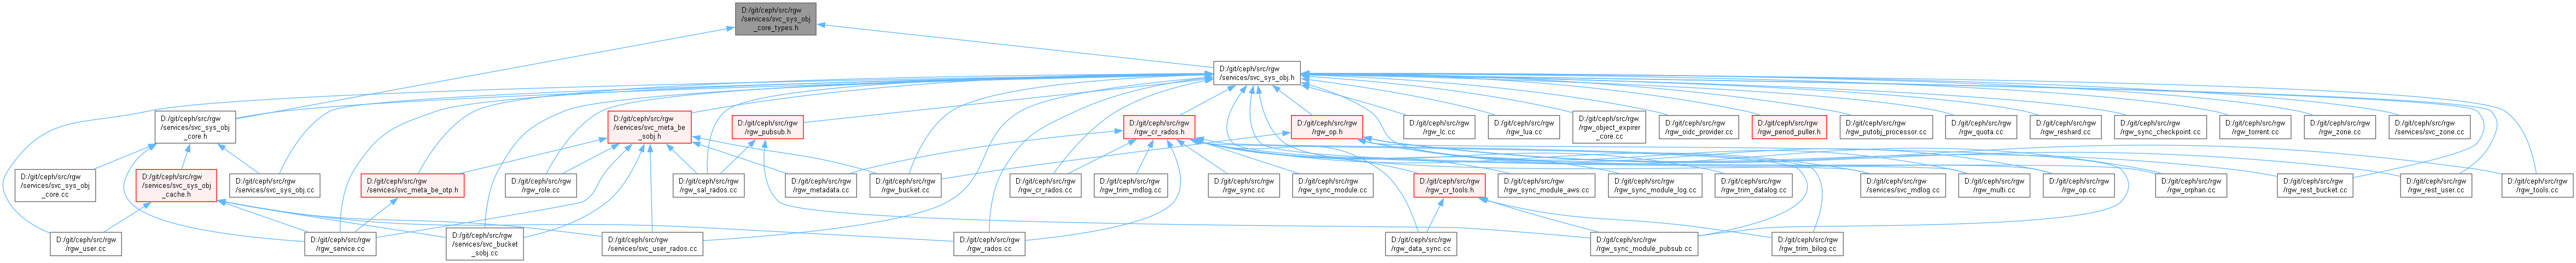 D:/git/ceph/src/rgw
/services/svc_sys_obj
_core_types.h
D:/git/ceph/src/rgw
/services/svc_sys_obj.h
D:/git/ceph/src/rgw
/services/svc_sys_obj
_core.h
D:/git/ceph/src/rgw
/services/svc_meta_be
_sobj.h
D:/git/ceph/src/rgw
/rgw_pubsub.h
D:/git/ceph/src/rgw
/rgw_cr_rados.h
D:/git/ceph/src/rgw
/rgw_op.h
D:/git/ceph/src/rgw
/rgw_lc.cc
D:/git/ceph/src/rgw
/rgw_lua.cc
D:/git/ceph/src/rgw
/rgw_object_expirer
_core.cc
D:/git/ceph/src/rgw
/rgw_oidc_provider.cc
D:/git/ceph/src/rgw
/rgw_period_puller.h
D:/git/ceph/src/rgw
/rgw_putobj_processor.cc
D:/git/ceph/src/rgw
/rgw_quota.cc
D:/git/ceph/src/rgw
/rgw_reshard.cc
D:/git/ceph/src/rgw
/rgw_sync_checkpoint.cc
D:/git/ceph/src/rgw
/rgw_torrent.cc
D:/git/ceph/src/rgw
/rgw_zone.cc
D:/git/ceph/src/rgw
/services/svc_zone.cc
D:/git/ceph/src/rgw
/services/svc_sys_obj
_core.cc
D:/git/ceph/src/rgw
/services/svc_sys_obj
_cache.h
D:/git/ceph/src/rgw
/services/svc_sys_obj.cc
D:/git/ceph/src/rgw
/services/svc_meta_be_otp.h
D:/git/ceph/src/rgw
/rgw_role.cc
D:/git/ceph/src/rgw
/rgw_sal_rados.cc
D:/git/ceph/src/rgw
/rgw_metadata.cc
D:/git/ceph/src/rgw
/rgw_bucket.cc
D:/git/ceph/src/rgw
/rgw_cr_rados.cc
D:/git/ceph/src/rgw
/rgw_trim_mdlog.cc
D:/git/ceph/src/rgw
/rgw_sync.cc
D:/git/ceph/src/rgw
/rgw_sync_module.cc
D:/git/ceph/src/rgw
/rgw_cr_tools.h
D:/git/ceph/src/rgw
/rgw_sync_module_aws.cc
D:/git/ceph/src/rgw
/rgw_sync_module_log.cc
D:/git/ceph/src/rgw
/rgw_trim_datalog.cc
D:/git/ceph/src/rgw
/services/svc_mdlog.cc
D:/git/ceph/src/rgw
/rgw_multi.cc
D:/git/ceph/src/rgw
/rgw_op.cc
D:/git/ceph/src/rgw
/rgw_orphan.cc
D:/git/ceph/src/rgw
/rgw_rest_bucket.cc
D:/git/ceph/src/rgw
/rgw_rest_user.cc
D:/git/ceph/src/rgw
/rgw_tools.cc
D:/git/ceph/src/rgw
/rgw_user.cc
D:/git/ceph/src/rgw
/rgw_service.cc
D:/git/ceph/src/rgw
/services/svc_bucket
_sobj.cc
D:/git/ceph/src/rgw
/services/svc_user_rados.cc
D:/git/ceph/src/rgw
/rgw_rados.cc
D:/git/ceph/src/rgw
/rgw_data_sync.cc
D:/git/ceph/src/rgw
/rgw_sync_module_pubsub.cc
D:/git/ceph/src/rgw
/rgw_trim_bilog.cc